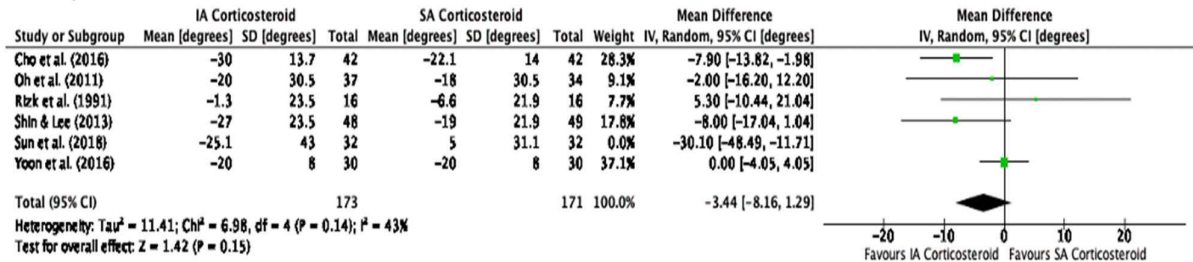 IA Corticosteroid SA Corticosteroid Mean Difference Mean Difference
Study or Subgroup Mean [degrees] SD [degrees] Total Mean [degrees] SD [degrees] Total Weight IV, Random, 95% CI [degrees] IV, Random, 95% CI [degrees]
Cho et al. (2016) -30 13.7 42 -22.1 14 42 28.3% -7.90 [-13.82, -1.98]
Oh et al. (2011) -20 30.5 37 -18 30.5 34 9.1% -2.00 [-16.20, 12.20]
Rizk et al. (1991) -1.3 23.5 16 -6.6 21.9 16 7.7% 5.30 [-10.44, 21.04]
Shin & Lee (2013) -27 23.5 48 -19 21.9 49 17.8% -8.00 [-17.04, 1.04]
Sun et al. (2018) -25.1 43 32 5 31.1 32 0.0% -30.10 [-48.49, -11.71]
Yoon et al. (2016) -20 8 30 -20 8 30 37.1% 0.00 [-4.05, 4.05]
Total (95% CI) 173 171 100.0% -3.44 [-8.16, 1.29]
Heterogeneity: Tau² = 11.41; Chi² = 6.98, df = 4 (P = 0.14); I² = 43%
Test for overall effect: Z = 1.42 (P = 0.15)
-20 -10 0 10 20
Favours IA Corticosteroid Favours SA Corticosteroid